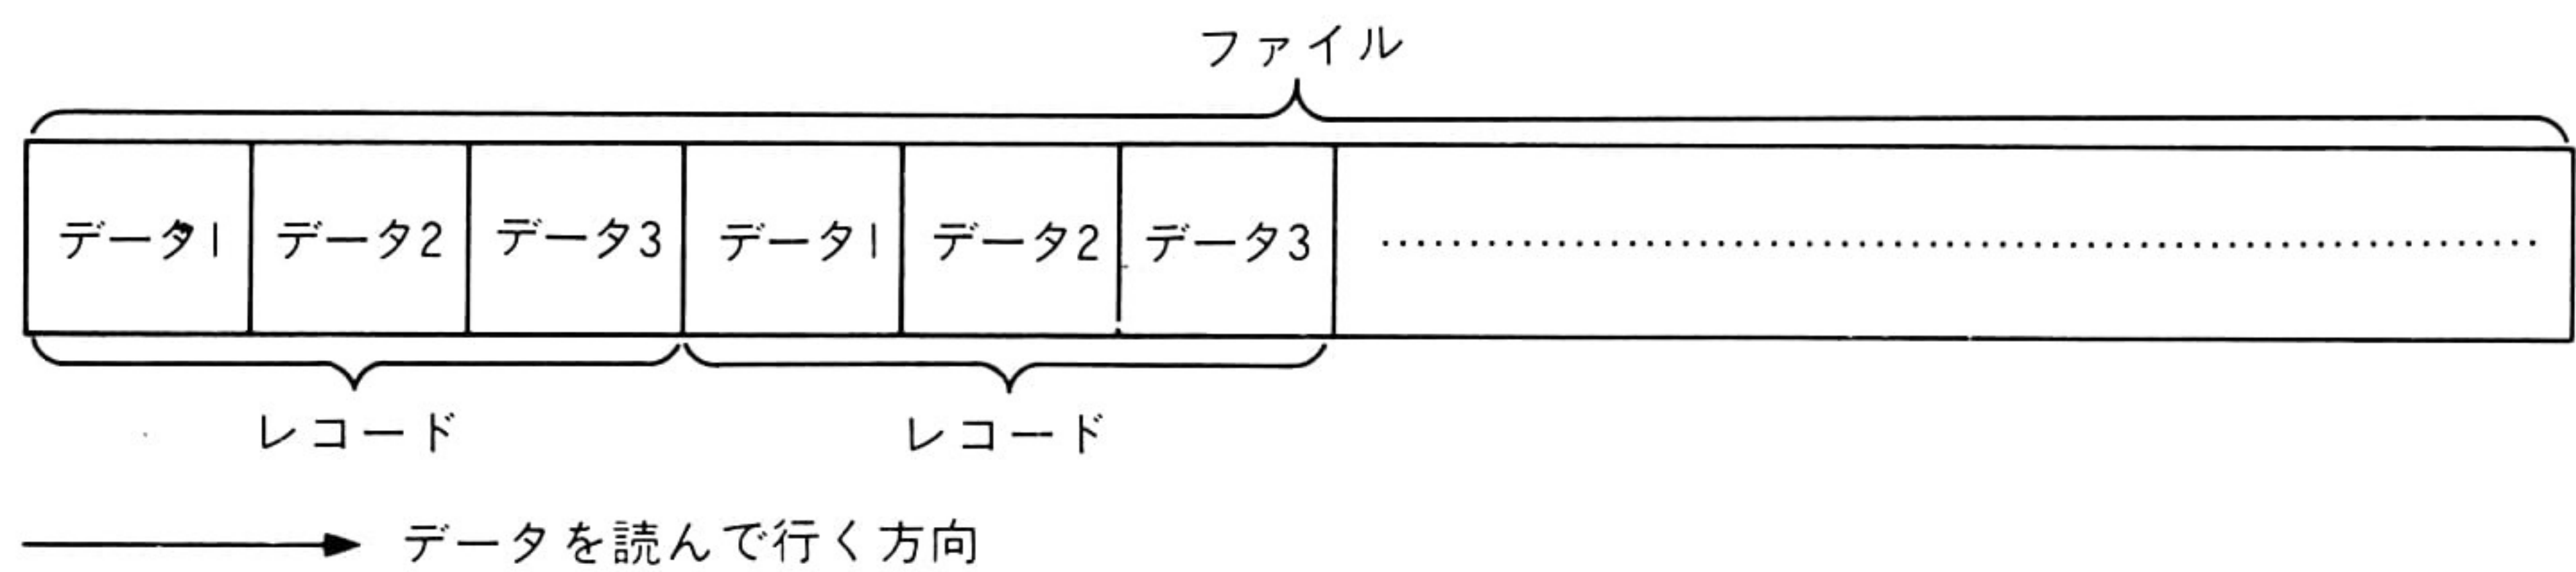 ファイル
データ1 データ2 データ3 データ1 データ2 データ3 ................................................
レコード レコード
データを読んで行く方向